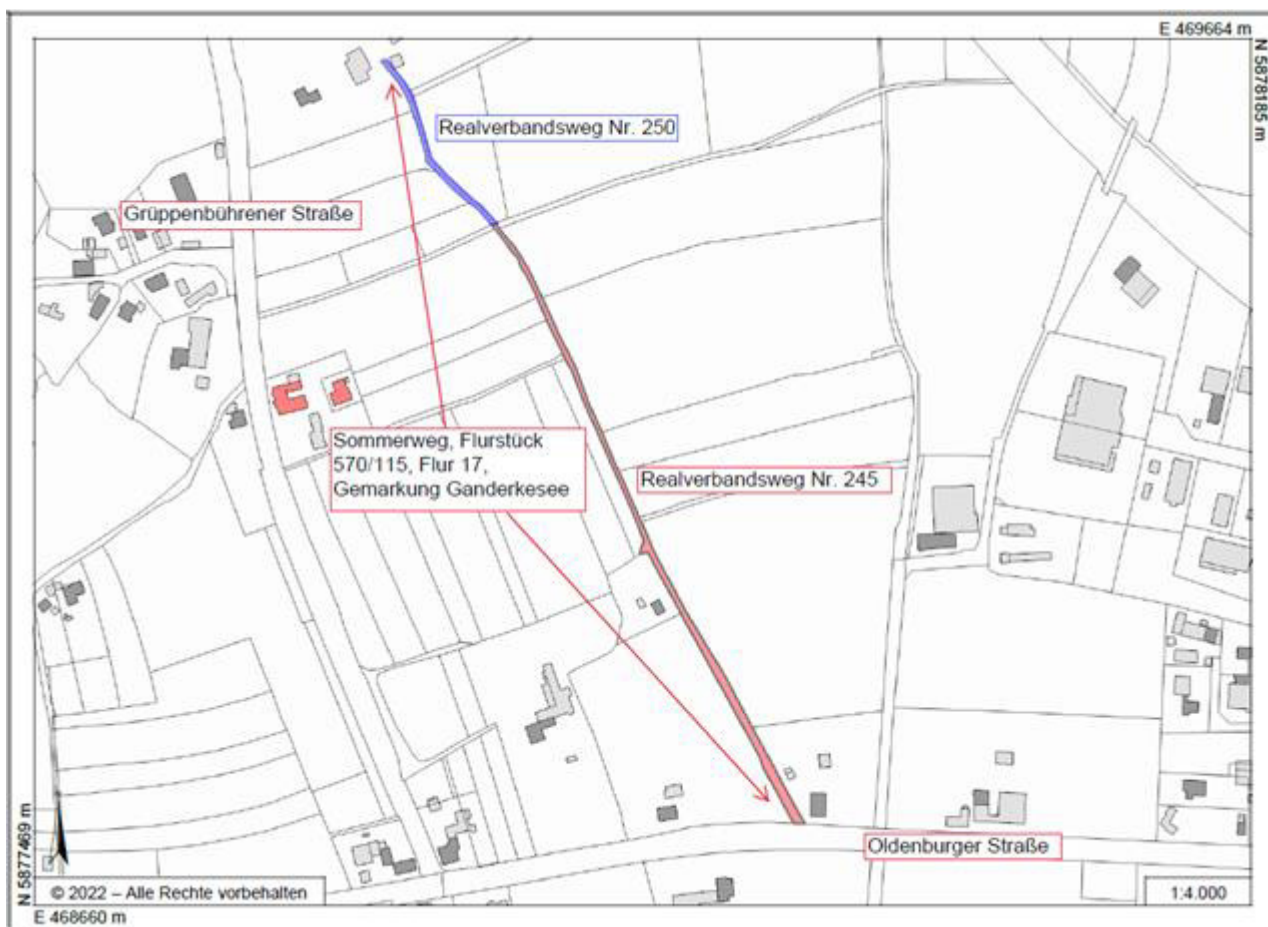 E 469664 m
N 5878185 m
Realverbandsweg Nr. 250
Grüppenbührener Straße
Sommerweg, Flurstück
570/115, Flur 17,
Gemarkung Ganderkesee
Realverbandsweg Nr. 245
Oldenburger Straße
N 5877469 m
© 2022 – Alle Rechte vorbehalten
1:4.000
E 468660 m